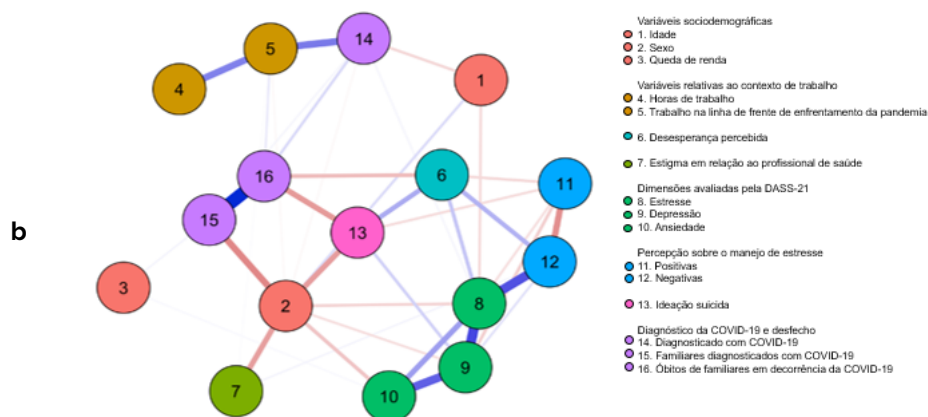 b
5
14
4
1
16
6
11
15
13
12
3
2
8
9
7
10
Variáveis sociodemográficas
1. Idade
2. Sexo
3. Queda de renda
Variáveis relativas ao contexto de trabalho
4. Horas de trabalho
5. Trabalho na linha de frente de enfrentamento da pandemia
6. Desesperança percebida
7. Estigma em relação ao profissional de saúde
Dimensões avaliadas pela DASS-21
8. Estresse
9. Depressão
10. Ansiedade
Percepção sobre o manejo de estresse
11. Positivas
12. Negativas
13. Ideação suicida
Diagnóstico da COVID-19 e desfecho
14. Diagnosticado com COVID-19
15. Familiares diagnosticados com COVID-19
16. Óbitos de familiares em decorrência da COVID-19